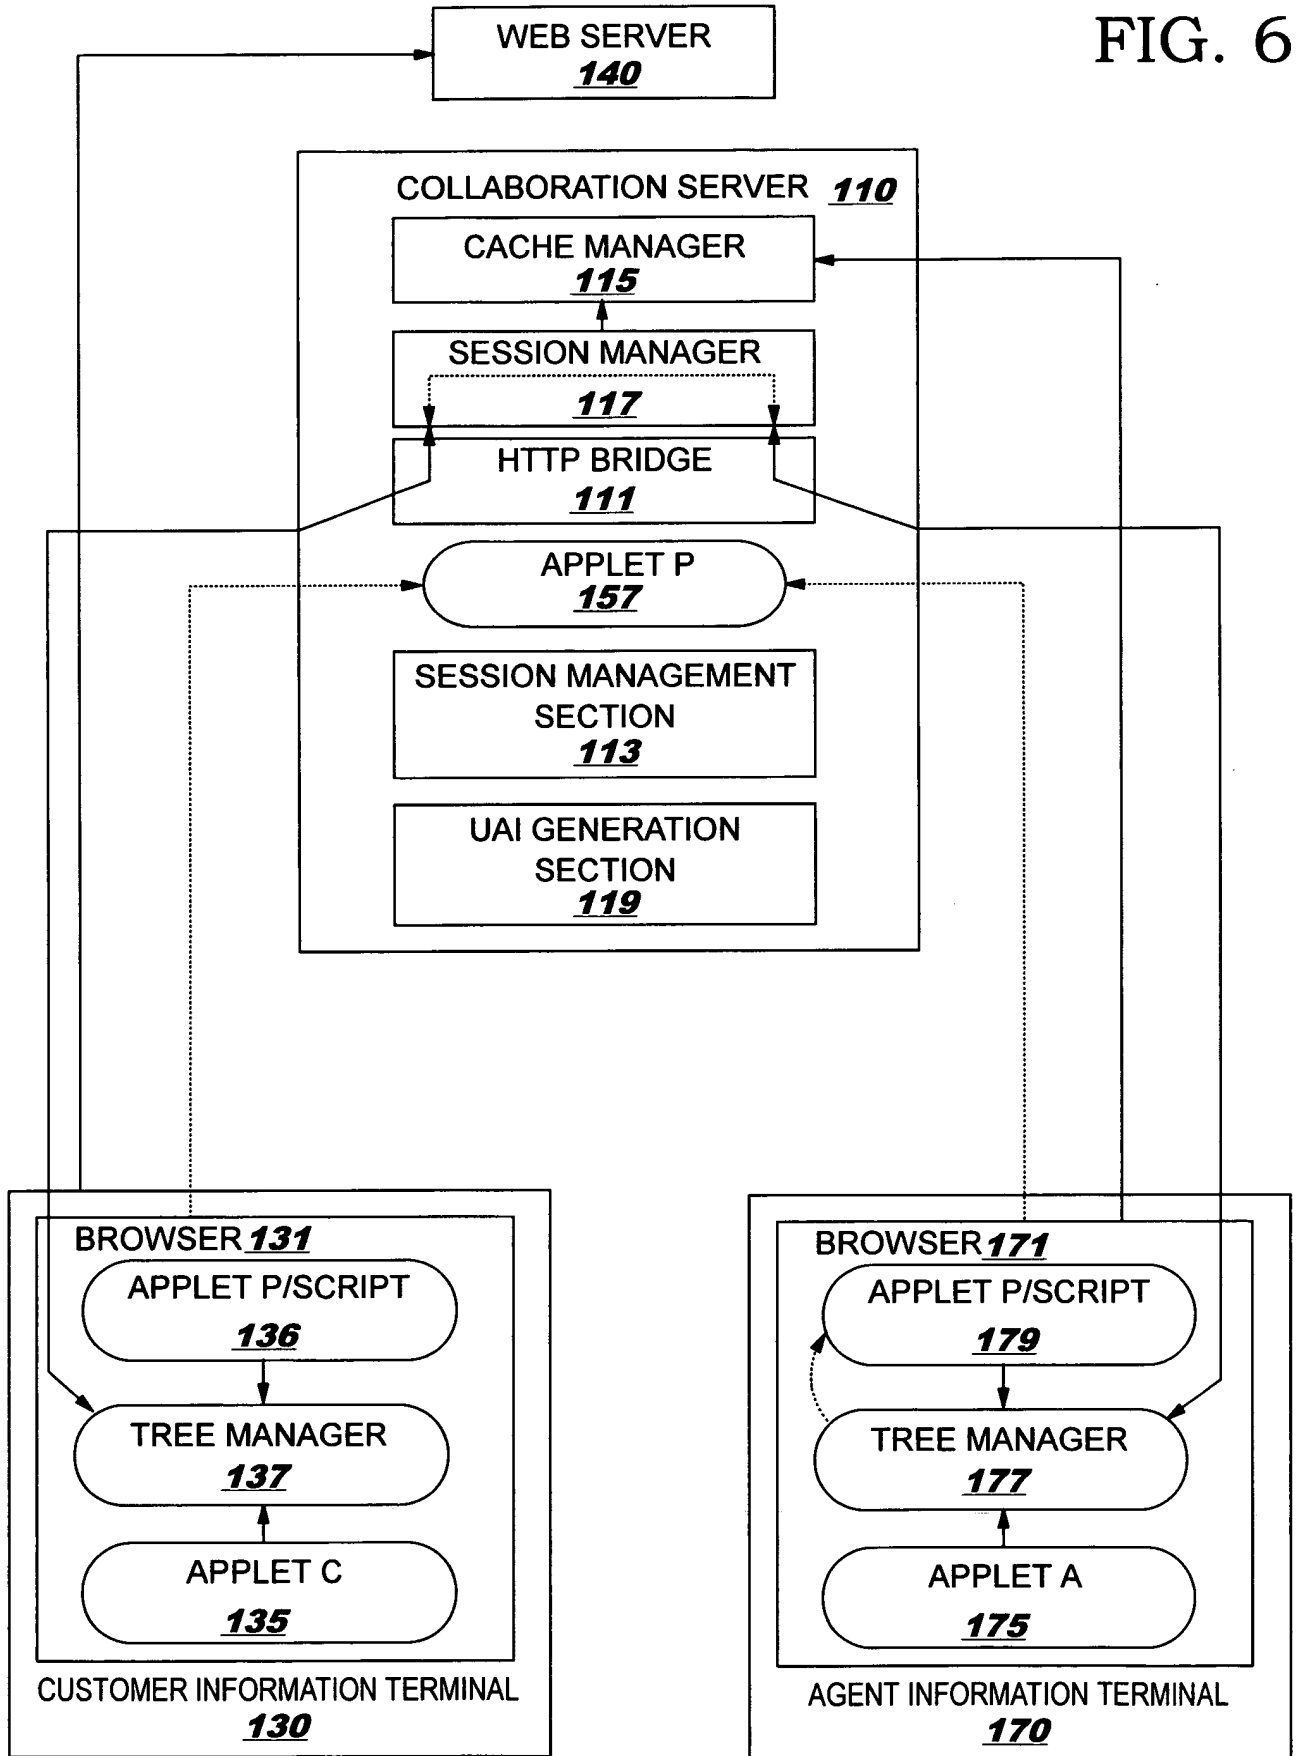 FIG. 6
WEB SERVER
140
COLLABORATION SERVER 110
CACHE MANAGER
115
SESSION MANAGER
117
HTTP BRIDGE
111
APPLET P
157
SESSION MANAGEMENT
SECTION
113
UAI GENERATION
SECTION
119
BROWSER 131
APPLET P/SCRIPT
136
TREE MANAGER
137
APPLET C
135
CUSTOMER INFORMATION TERMINAL
130
BROWSER 171
APPLET P/SCRIPT
179
TREE MANAGER
177
APPLET A
175
AGENT INFORMATION TERMINAL
170